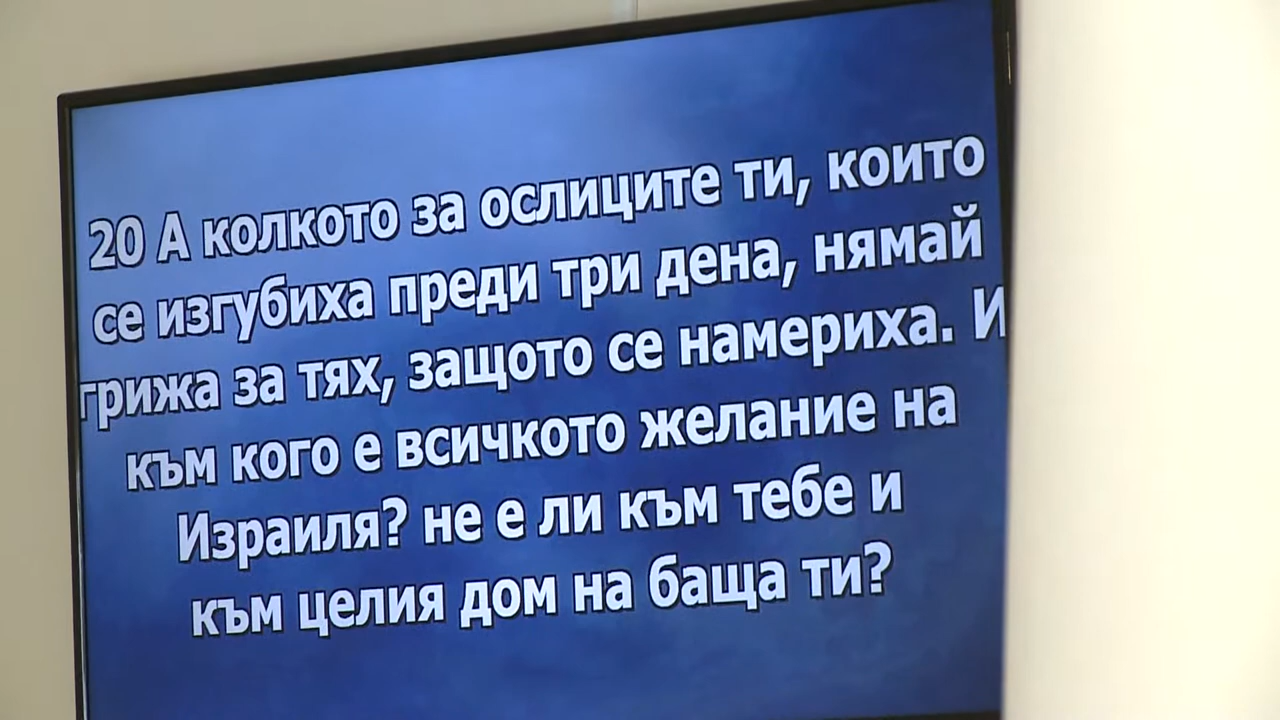 20 А колкото за ослиците ти, които
се изгубиха преди три дена, нямай
грижа за тях, защото се намериха. И
към кого е всичкото желание на
Израиля? не е ли към тебе и
към целия дом на баща ти?